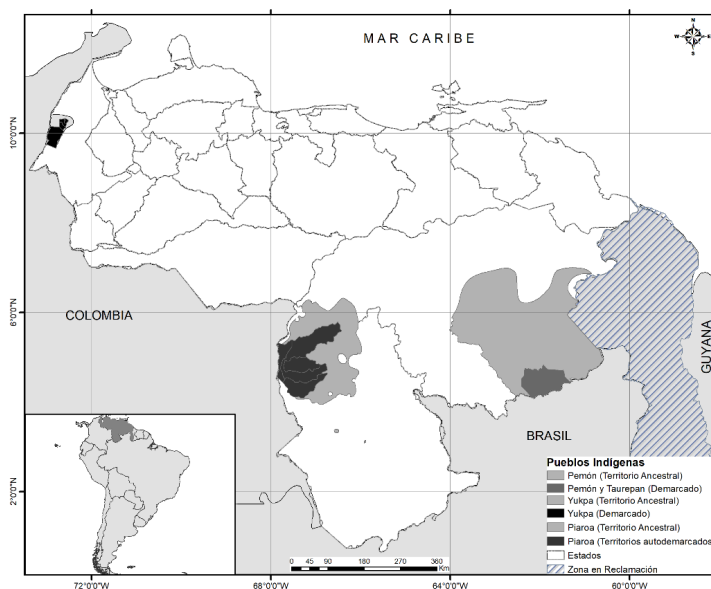 MAR CARIBE
N
W E
S
10°0'0"N
6°0'0"N
2°0'0"N
COLOMBIA
GUYANA
BRASIL
Pueblos Indígenas
Pemón (Territorio Ancestral)
Pemón y Taurepan (Demarcado)
Yukpa (Territorio Ancestral)
Yukpa (Demarcado)
Piaroa (Territorio Ancestral)
Piaroa (Territorios autodemarcados)
Estados
Zona en Reclamación
0 45 90 180 270 360
Km
72°0'0"W 68°0'0"W 64°0'0"W 60°0'0"W